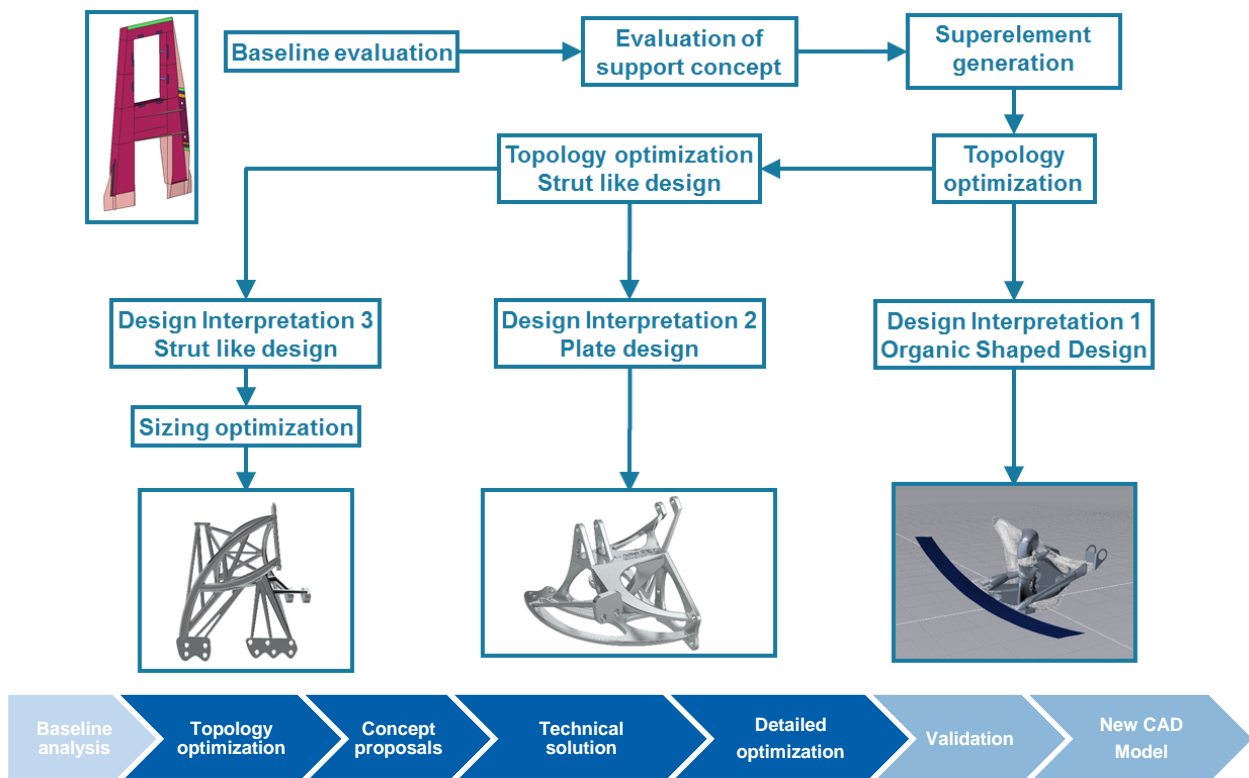 Baseline evaluation
Evaluation of
support concept
Superelement
generation
Topology optimization
Strut like design
Topology
optimization
Design Interpretation 3
Strut like design
Design Interpretation 2
Plate design
Design Interpretation 1
Organic Shaped Design
Sizing optimization
Baseline
analysis
Topology
optimization
Concept
proposals
Technical
solution
Detailed
optimization
Validation
New CAD
Model